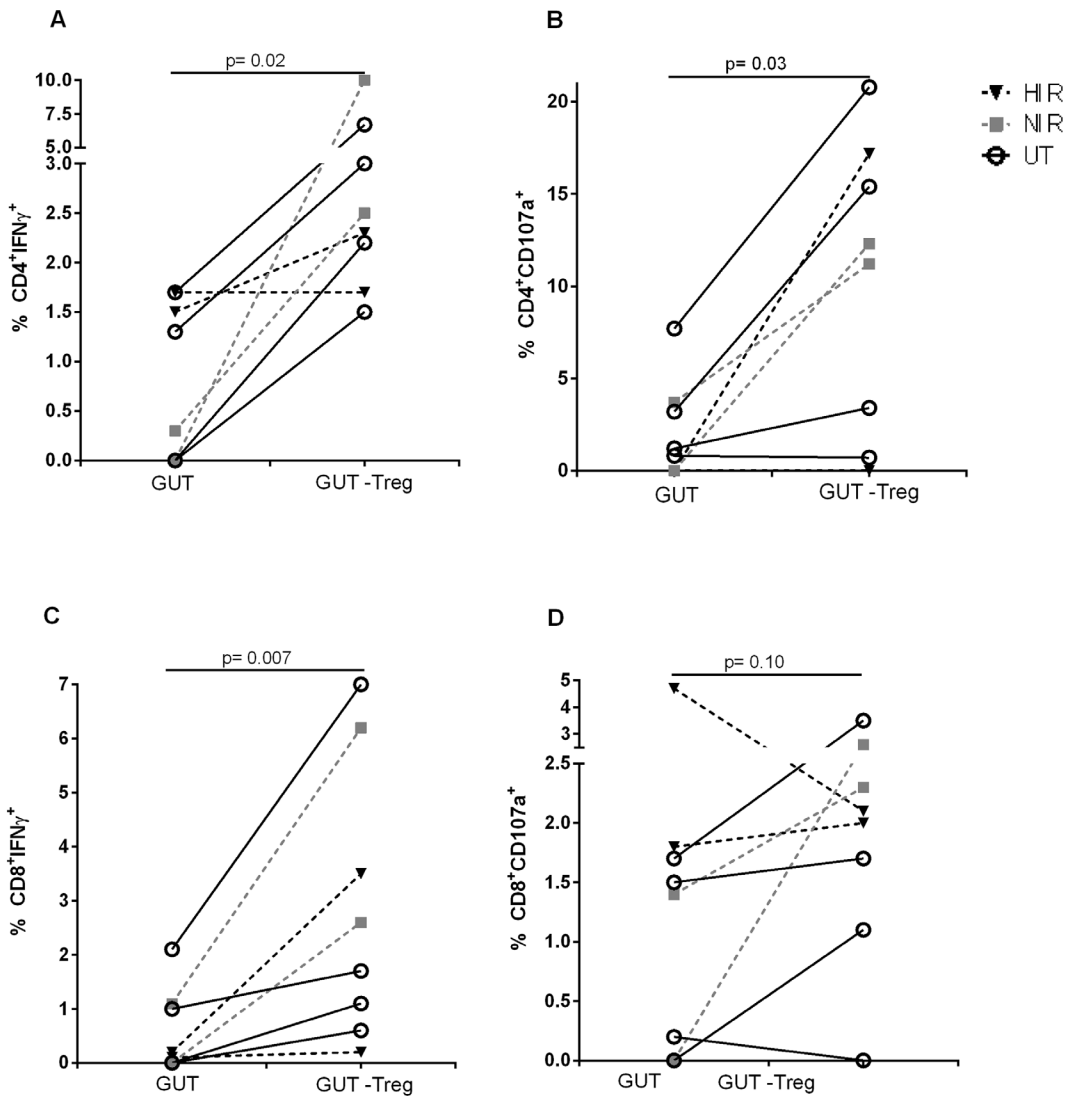 A
p= 0.02
10.0
7.5
5.0
3.0
2.5
2.0
1.5
1.0
0.5
0.0
% CD4⁺IFNγ⁺
GUT
GUT -Treg
B
p= 0.03
20
15
10
5
0
% CD4⁺CD107a⁺
GUT
GUT -Treg
HIR
NIR
UT
C
p= 0.007
7
6
5
4
3
2
1
0
% CD8⁺IFNγ⁺
GUT
GUT -Treg
D
p= 0.10
5
4
3
2.5
2.0
1.5
1.0
0.5
0.0
% CD8⁺CD107a⁺
GUT
GUT -Treg